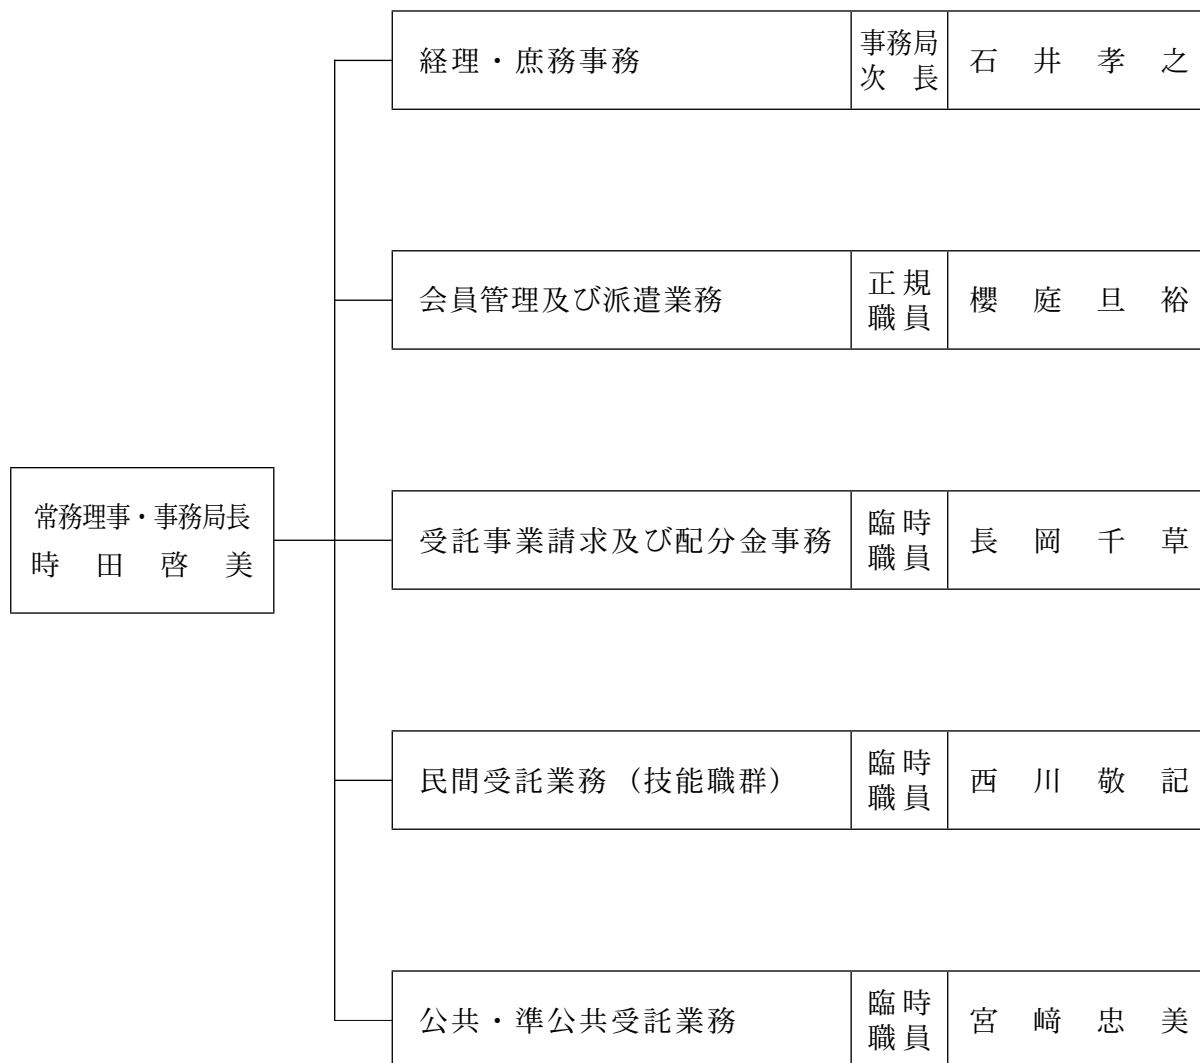 経理・庶務事務
事務局
次 長
石 井 孝 之
会員管理及び派遣業務
正 規
職 員
櫻 庭 旦 裕
常務理事・事務局長
時 田 啓 美
受託事業請求及び配分金事務
臨 時
職 員
長 岡 千 草
民間受託業務（技能職群）
臨 時
職 員
西 川 敬 記
公共・準公共受託業務
臨 時
職 員
宮 﨑 忠 美